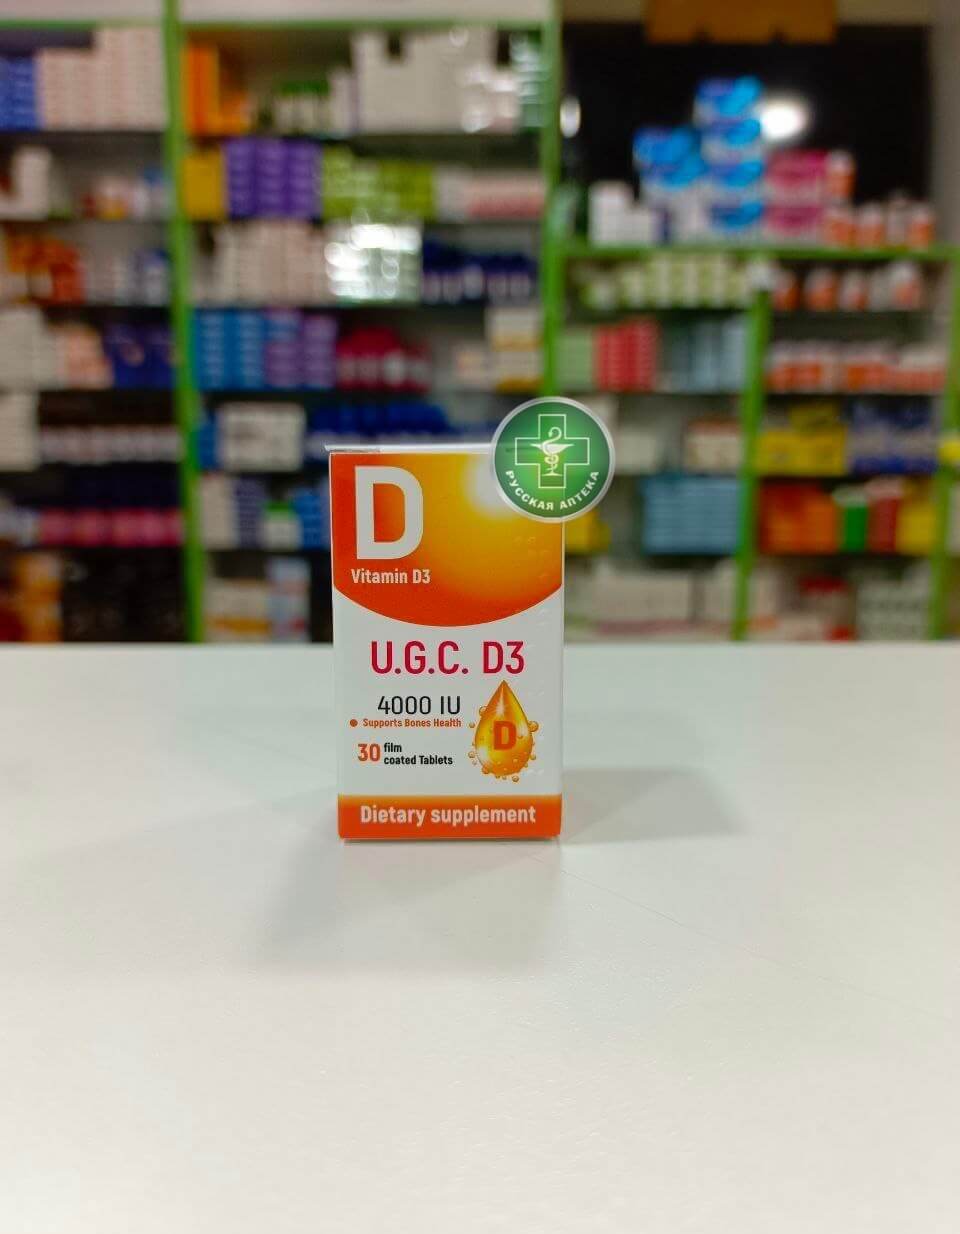 D
Vitamin D3
РУССКАЯ АПТЕКА
U.G.C. D3
4000 IU
Supports Bones Health
D
30 film
coated Tablets
Dietary supplement